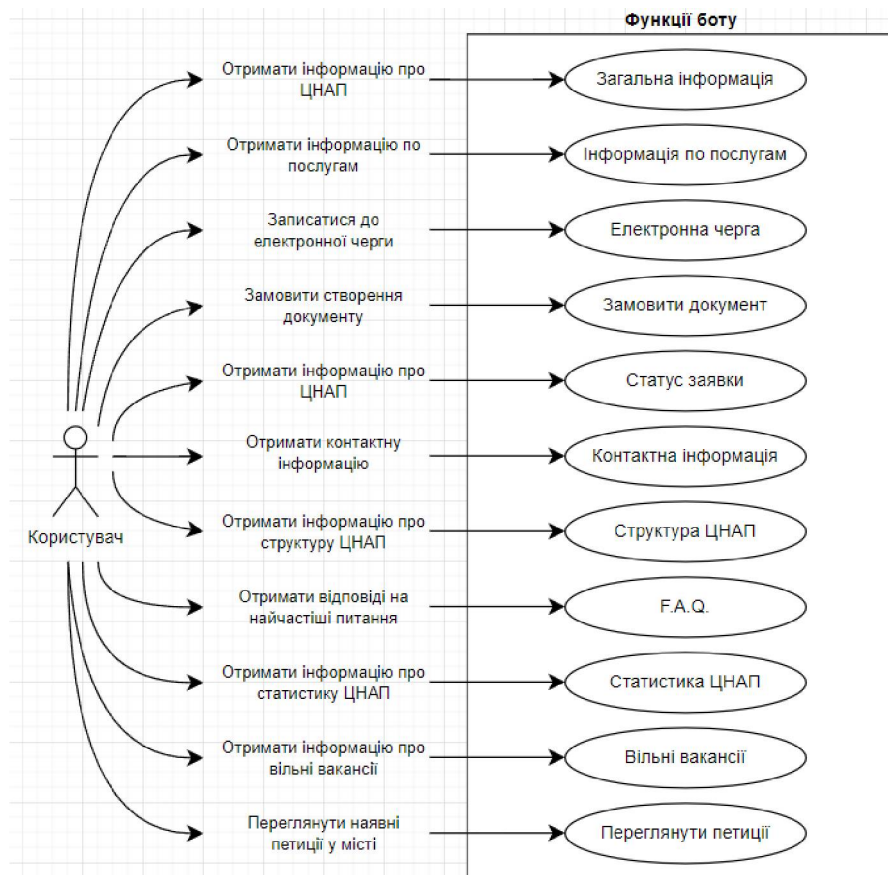 Функції боту
Отримати інформацію про
ЦНАП
Загальна інформація
Отримати інформацію по
послугам
Інформація по послугам
Записатися до
електронної черги
Електронна черга
Замовити створення
документу
Замовити документ
Отримати інформацію про
ЦНАП
Статус заявки
Отримати контактну
інформацію
Контактна інформація
Користувач
Отримати інформацію про
структуру ЦНАП
Структура ЦНАП
Отримати відповіді на
найчастіші питання
F.A.Q.
Отримати інформацію про
статистику ЦНАП
Статистика ЦНАП
Отримати інформацію про
вільні вакансії
Вільні вакансії
Переглянути наявні
петиції у місті
Переглянути петиції